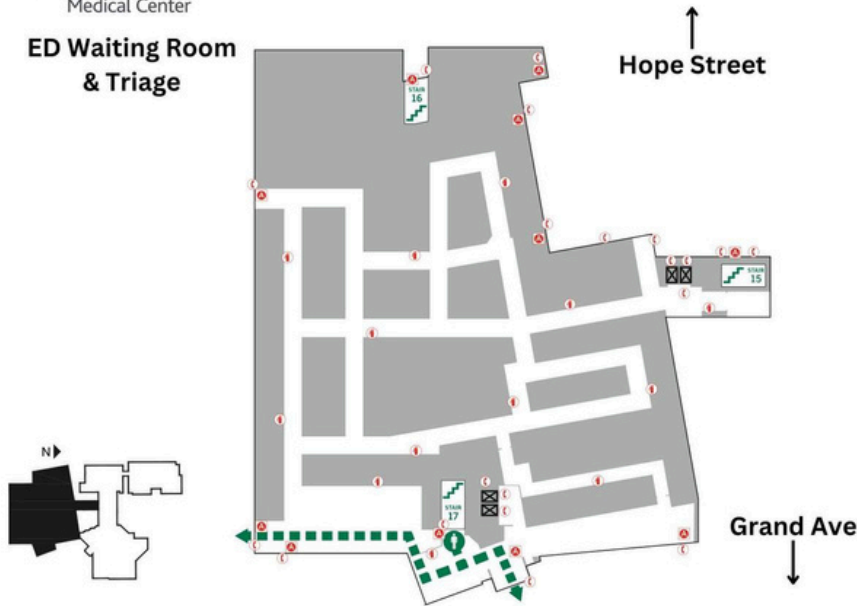 Medical Center
ED Waiting Room
& Triage
Hope Street
STAIR
16
STAIR
15
N
STAIR
17
Grand Ave